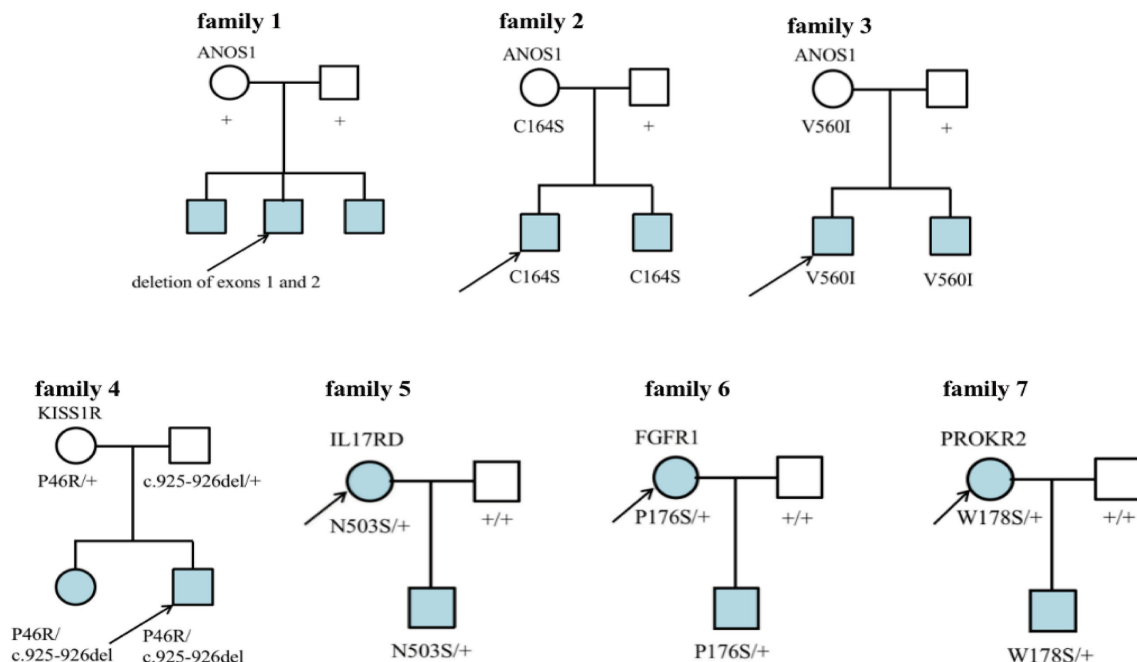 family 1
ANOS1
+ +
deletion of exons 1 and 2
family 2
ANOS1
C164S +
C164S C164S
family 3
ANOS1
V560I +
V560I V560I
family 4
KISS1R
P46R/+ c.925-926del/+
P46R/ P46R/
c.925-926del c.925-926del
family 5
IL17RD
N503S/+ +/+
N503S/+
family 6
FGFR1
P176S/+ +/+
P176S/+
family 7
PROKR2
W178S/+ +/+
W178S/+